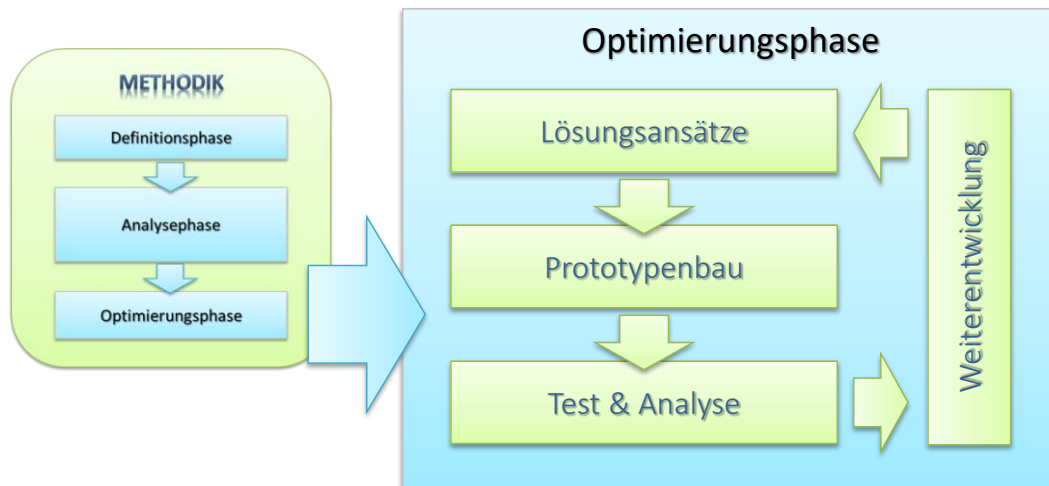 METHODIK
Definitionsphase
Analysephase
Optimierungsphase
Optimierungsphase
Lösungsansätze
Prototypenbau
Test & Analyse
Weiterentwicklung